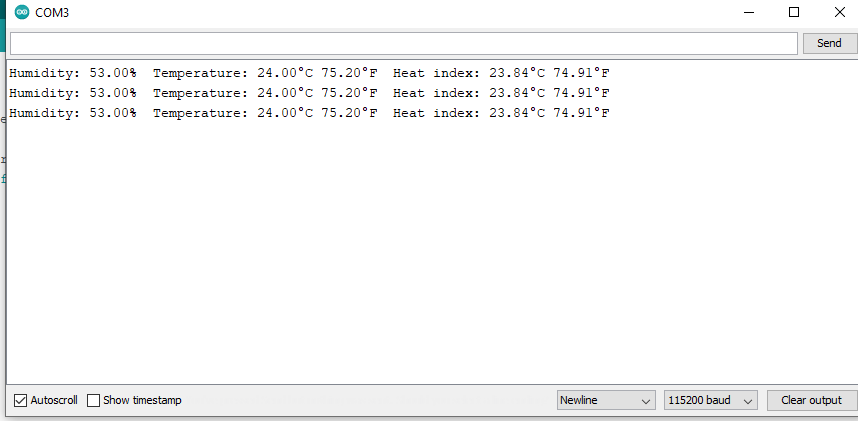 COM3
Send
Humidity: 53.00%  Temperature: 24.00°C 75.20°F  Heat index: 23.84°C 74.91°F
Humidity: 53.00%  Temperature: 24.00°C 75.20°F  Heat index: 23.84°C 74.91°F
Humidity: 53.00%  Temperature: 24.00°C 75.20°F  Heat index: 23.84°C 74.91°F
e
r
f
Autoscroll Show timestamp Newline 115200 baud Clear output